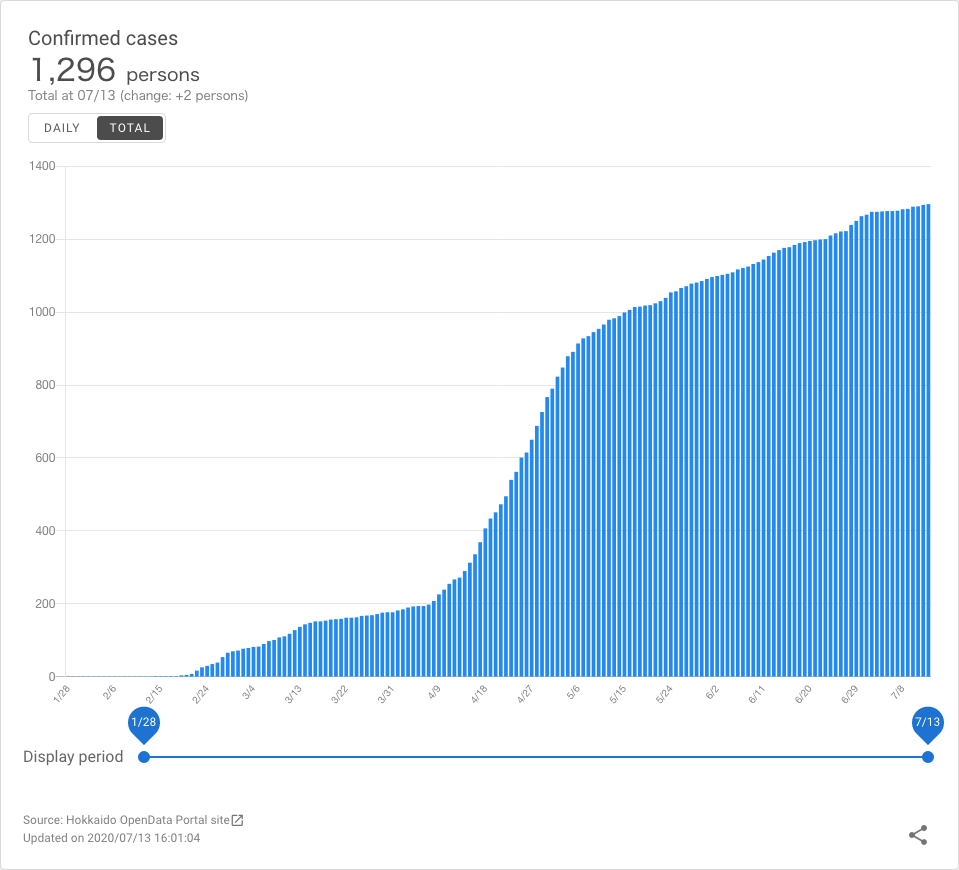 Confirmed cases
1,296 persons
Total at 07/13 (change: +2 persons)
DAILY TOTAL
1400
1200
1000
800
600
400
200
0
1/28 2/6 2/15 2/24 3/4 3/13 3/22 3/31 4/9 4/18 4/27 5/6 5/15 5/24 6/2 6/11 6/20 6/29 7/8
1/28 7/13
Display period
Source: Hokkaido OpenData Portal site
Updated on 2020/07/13 16:01:04